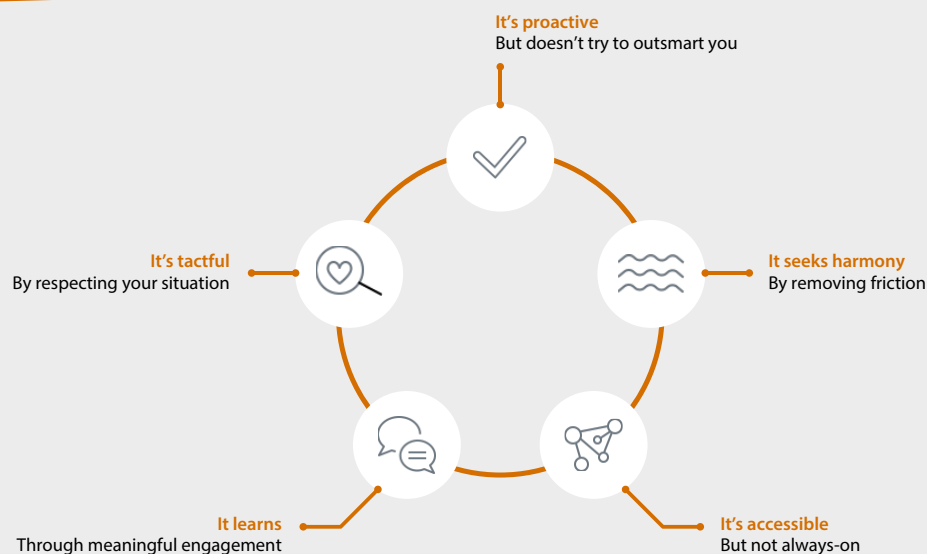 It’s proactive
But doesn’t try to outsmart you
It’s tactful
By respecting your situation
It seeks harmony
By removing friction
It learns
Through meaningful engagement
It’s accessible
But not always-on